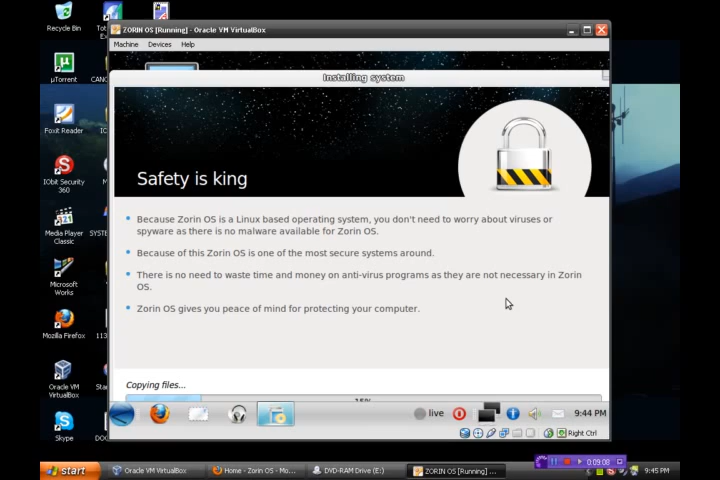 Recycle Bin
ZORIN OS [Running] - Oracle VM VirtualBox
Machine Devices Help
Installing system
µTorrent
Foxit Reader
IObit Security
360
Media Player
Classic
Microsoft
Works
Mozilla Firefox
Oracle VM
VirtualBox
Skype
Safety is king
Because Zorin OS is a Linux based operating system, you don't need to worry about viruses or
spyware as there is no malware available for Zorin OS.
Because of this Zorin OS is one of the most secure systems around.
There is no need to waste time and money on anti-virus programs as they are not necessary in Zorin
OS.
Zorin OS gives you peace of mind for protecting your computer.
Copying files...
live
9:44 PM
Right Ctrl
start
Oracle VM VirtualBox
Home - Zorin OS - Mo...
DVD-RAM Drive (E:)
ZORIN OS [Running] ...
0:09:08
9:45 PM